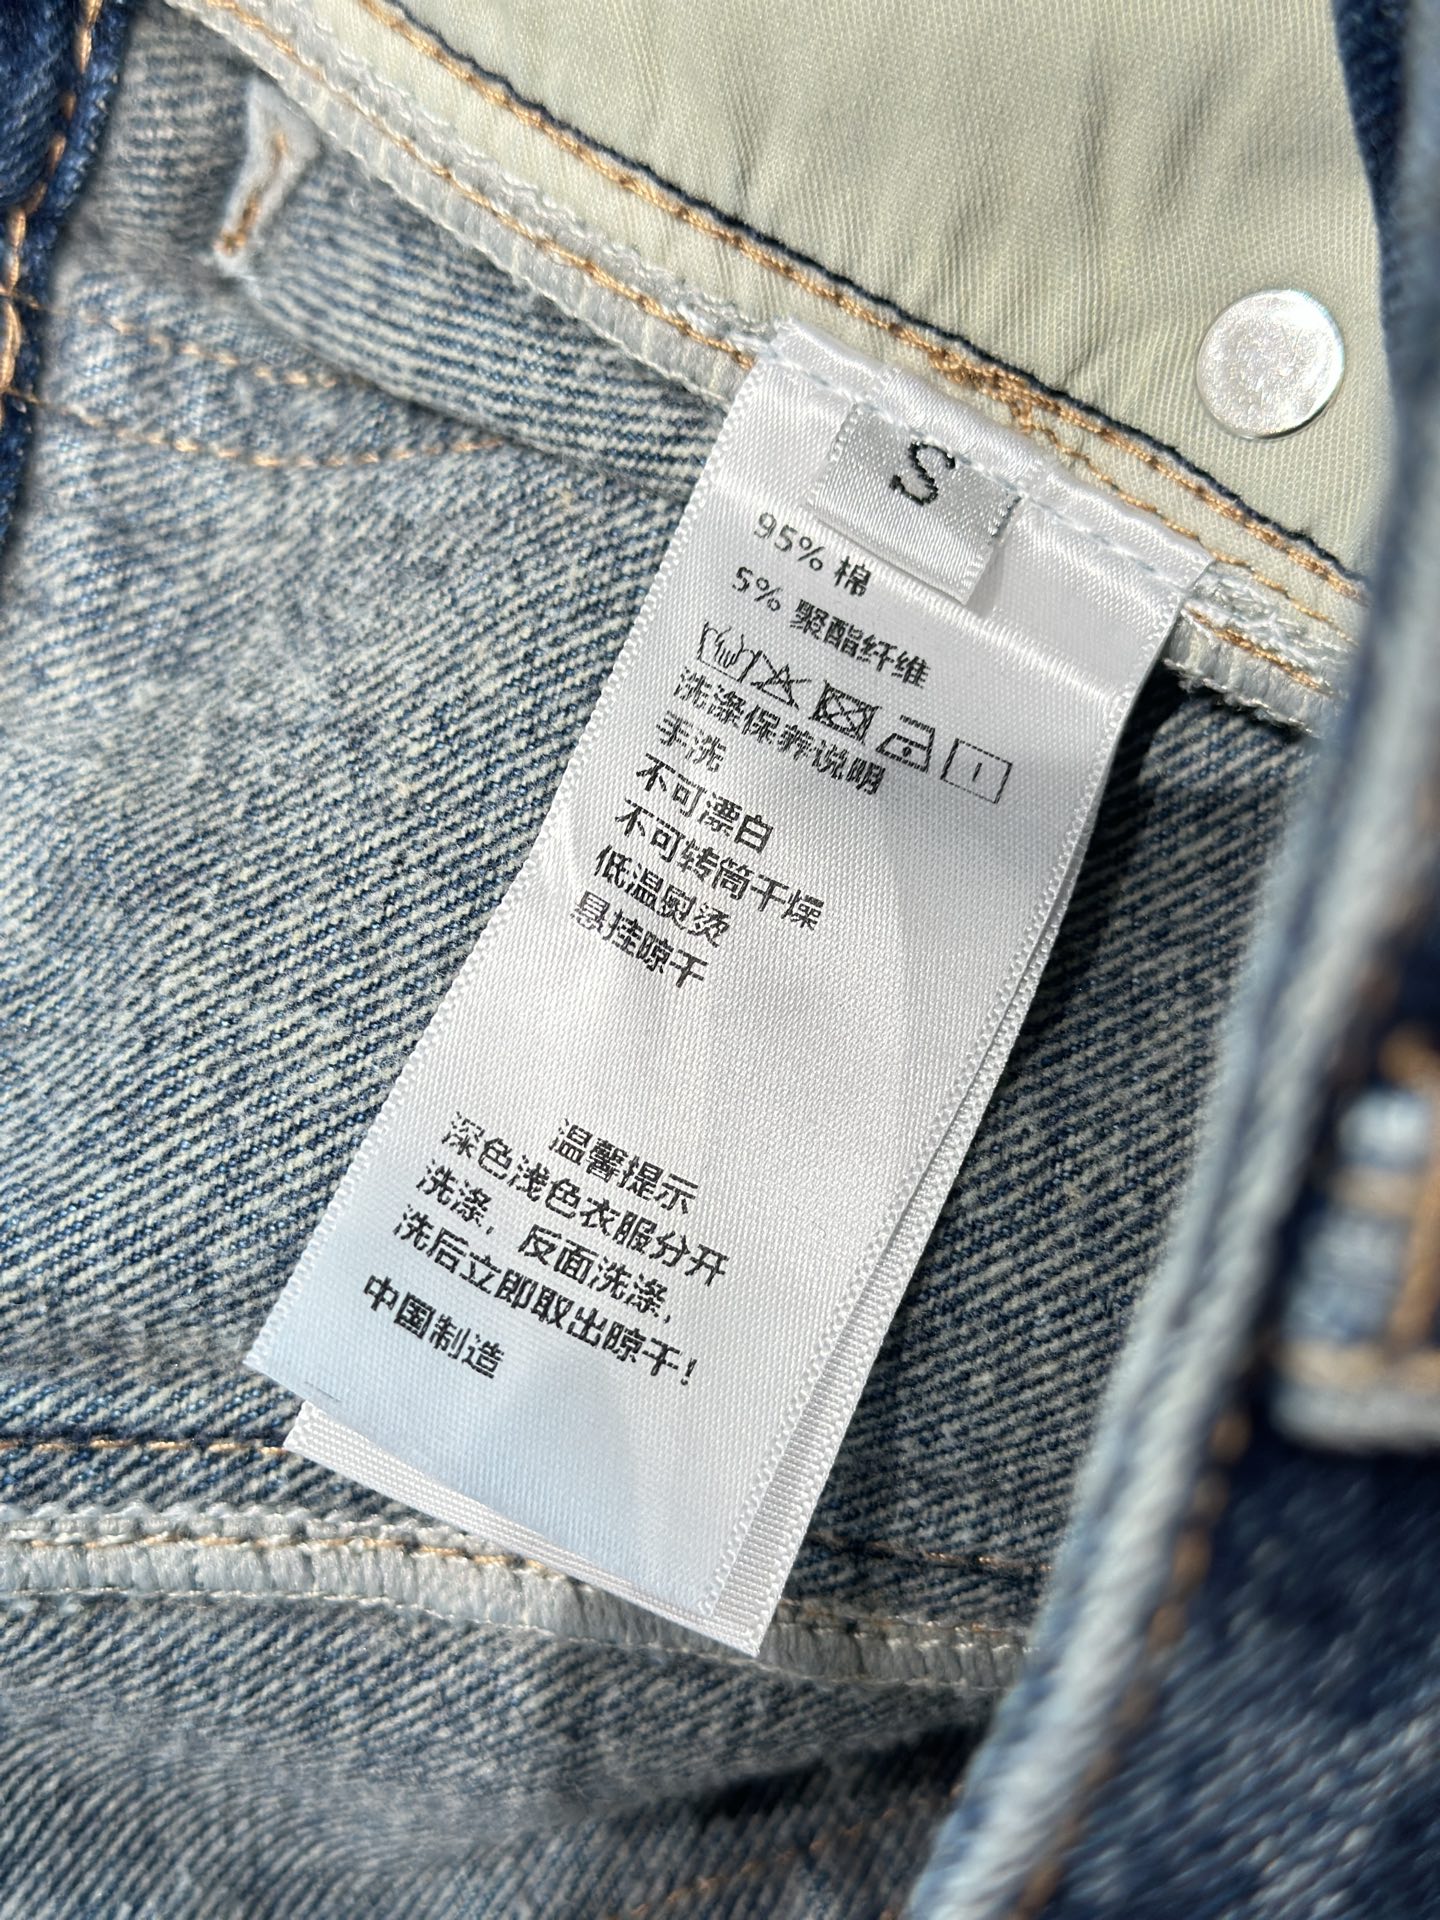 S
95% 棉
5% 聚酯纤维
洗涤保养说明
手洗
不可漂白
不可转筒干燥
低温熨烫
悬挂晾干
温馨提示
深色浅色衣服分开
洗涤，反面洗涤，
洗后立即取出晾干！
中国制造